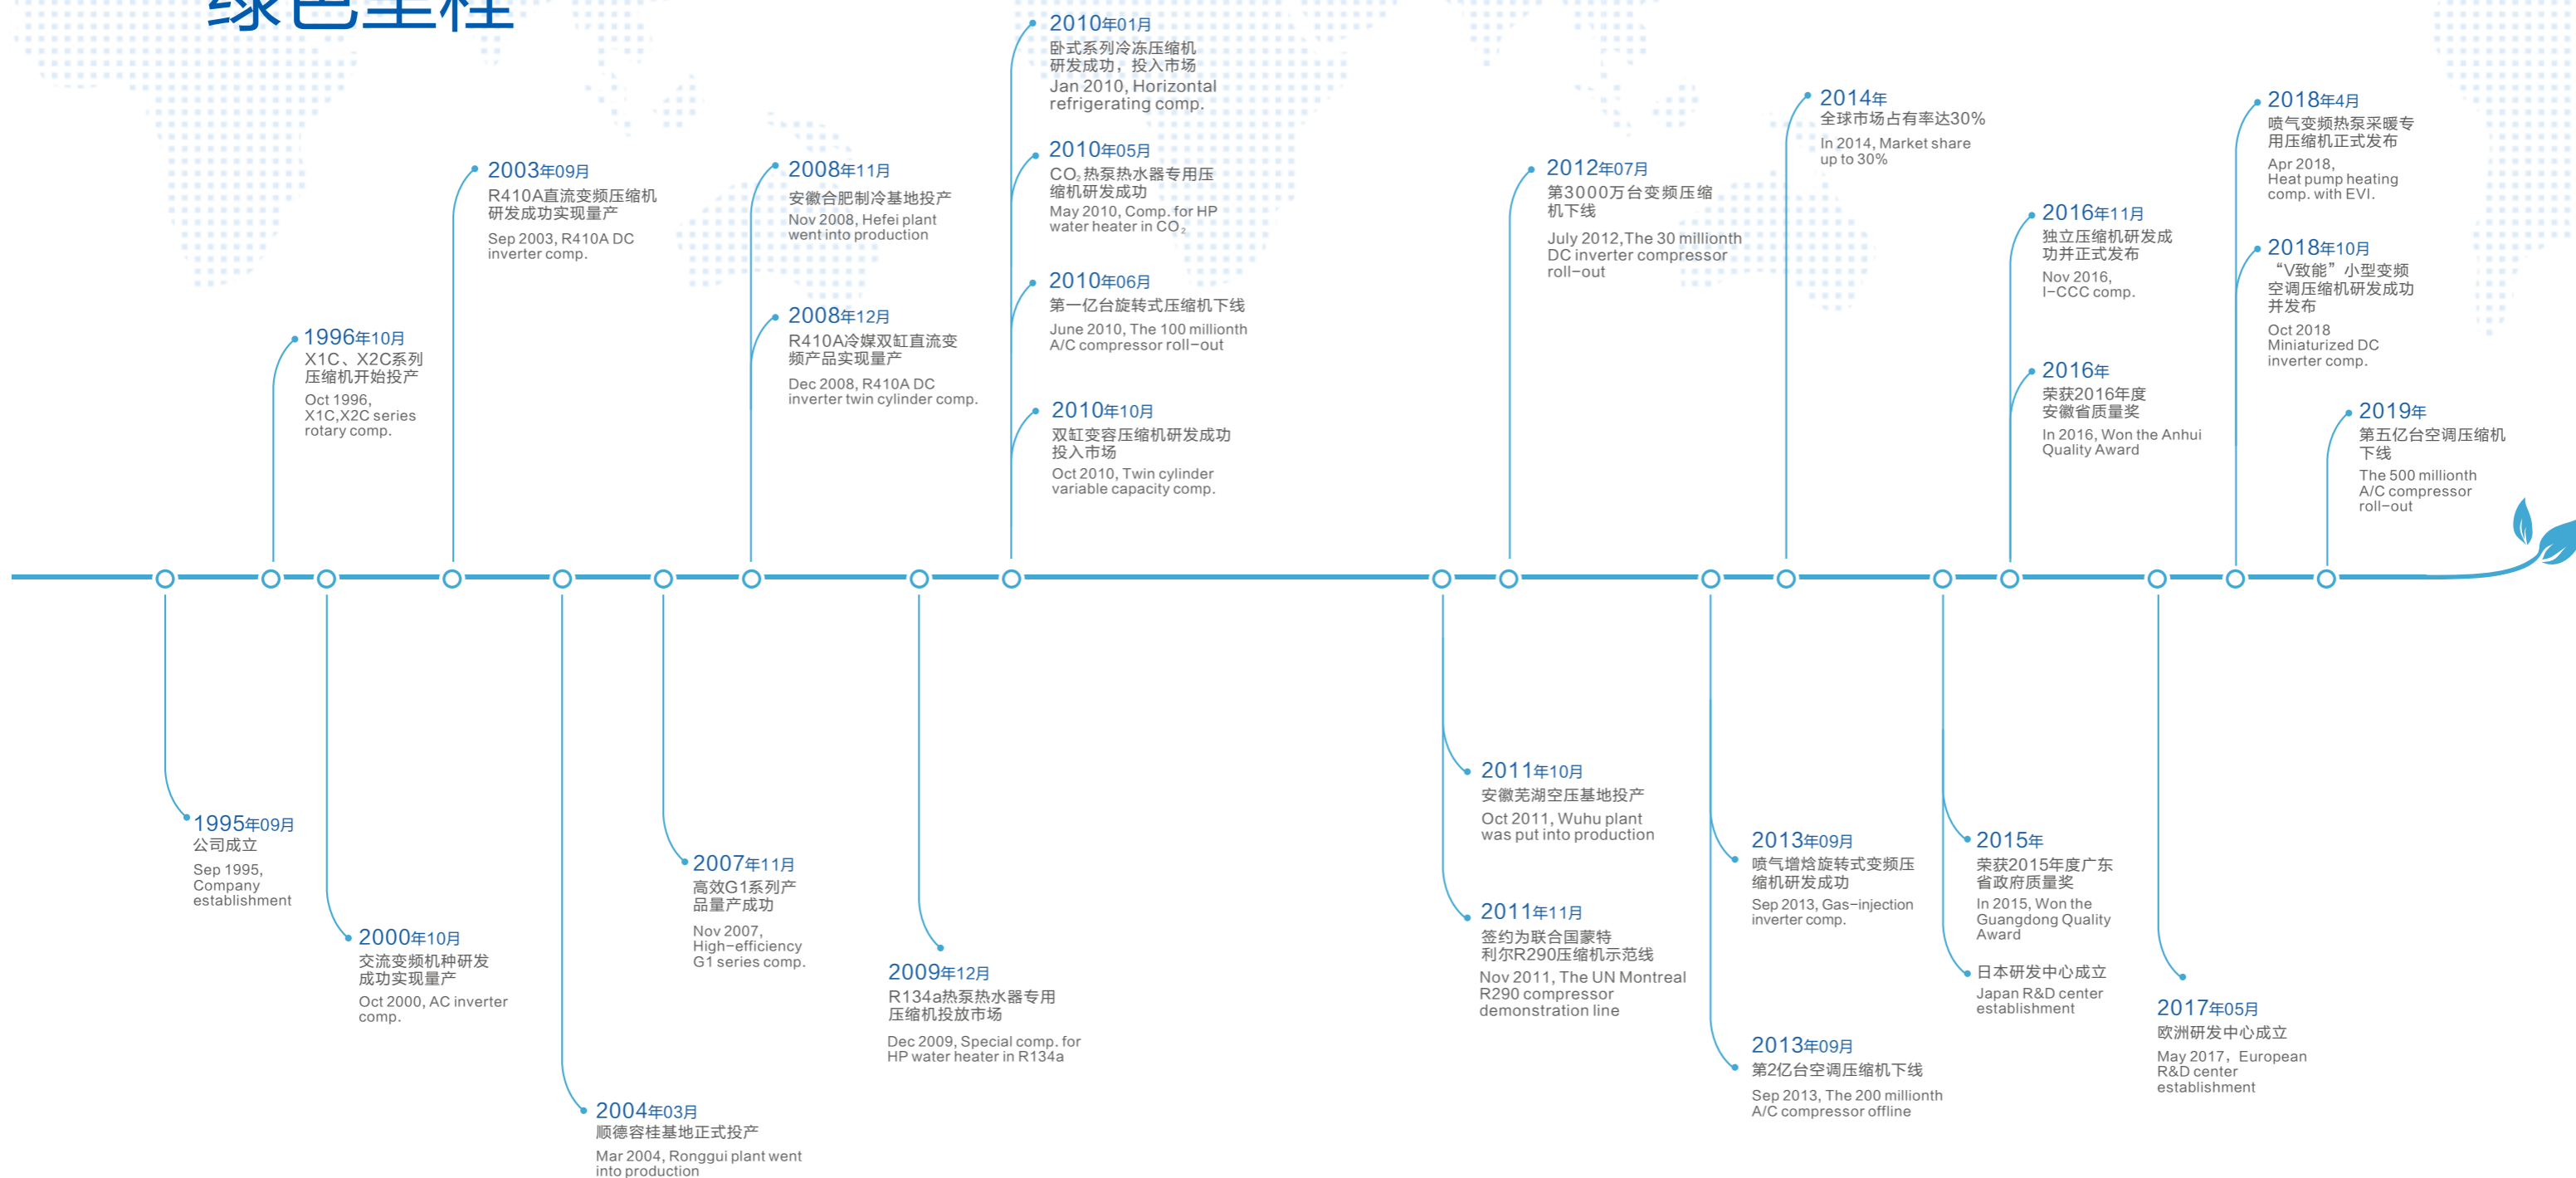 绿色里程
1995年09月
公司成立
Sep 1995,
Company
establishment
1996年10月
X1C、X2C系列
压缩机开始投产
Oct 1996,
X1C,X2C series
rotary comp.
2000年10月
交流变频机种研发
成功实现量产
Oct 2000, AC inverter
comp.
2003年09月
R410A直流变频压缩机
研发成功实现量产
Sep 2003, R410A DC
inverter comp.
2004年03月
顺德容桂基地正式投产
Mar 2004, Ronggui plant went
into production
2007年11月
高效G1系列产
品量产成功
Nov 2007,
High-efficiency
G1 series comp.
2008年11月
安徽合肥制冷基地投产
Nov 2008, Hefei plant
went into production
2008年12月
R410A冷媒双缸直流变
频产品实现量产
Dec 2008, R410A DC
inverter twin cylinder comp.
2009年12月
R134a热泵热水器专用
压缩机投放市场
Dec 2009, Special comp. for
HP water heater in R134a
2010年01月
卧式系列冷冻压缩机
研发成功，投入市场
Jan 2010, Horizontal
refrigerating comp.
2010年05月
CO₂热泵热水器专用压
缩机研发成功
May 2010, Comp. for HP
water heater in CO₂
2010年06月
第一亿台旋转式压缩机下线
June 2010, The 100 millionth
A/C compressor roll-out
2010年10月
双缸变容压缩机研发成功
投入市场
Oct 2010, Twin cylinder
variable capacity comp.
2011年10月
安徽芜湖空压基地投产
Oct 2011, Wuhu plant
was put into production
2011年11月
签约为联合国蒙特
利尔R290压缩机示范线
Nov 2011, The UN Montreal
R290 compressor
demonstration line
2012年07月
第3000万台变频压缩
机下线
July 2012,The 30 millionth
DC inverter compressor
roll-out
2013年09月
喷气增焓旋转式变频压
缩机研发成功
Sep 2013, Gas-injection
inverter comp.
2013年09月
第2亿台空调压缩机下线
Sep 2013, The 200 millionth
A/C compressor offline
2014年
全球市场占有率达30%
In 2014, Market share
up to 30%
2015年
荣获2015年度广东
省政府质量奖
In 2015, Won the
Guangdong Quality
Award
日本研发中心成立
Japan R&D center
establishment
2016年11月
独立压缩机研发成
功并正式发布
Nov 2016,
I-CCC comp.
2016年
荣获2016年度
安徽省质量奖
In 2016, Won the Anhui
Quality Award
2017年05月
欧洲研发中心成立
May 2017，European
R&D center
establishment
2018年4月
喷气变频热泵采暖专
用压缩机正式发布
Apr 2018,
Heat pump heating
comp. with EVI.
2018年10月
“V致能”小型变频
空调压缩机研发成功
并发布
Oct 2018
Miniaturized DC
inverter comp.
2019年
第五亿台空调压缩机
下线
The 500 millionth
A/C compressor
roll-out